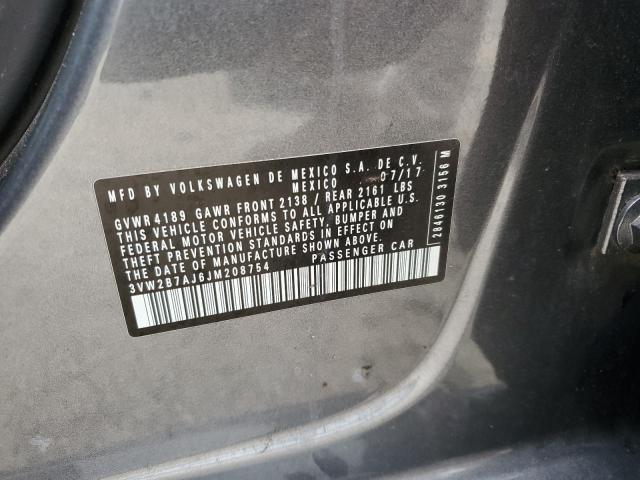 MFD BY VOLKSWAGEN DE MEXICO S.A. DE C.V.
MEXICO 07/17
GVWR 4189 GAWR FRONT 2138 / REAR 2161 LBS
THIS VEHICLE CONFORMS TO ALL APPLICABLE U.S.
FEDERAL MOTOR VEHICLE SAFETY, BUMPER AND
THEFT PREVENTION STANDARDS IN EFFECT ON
THE DATE OF MANUFACTURE SHOWN ABOVE.
3VW2B7AJ6JM208754 PASSENGER CAR
2846130 3156 M